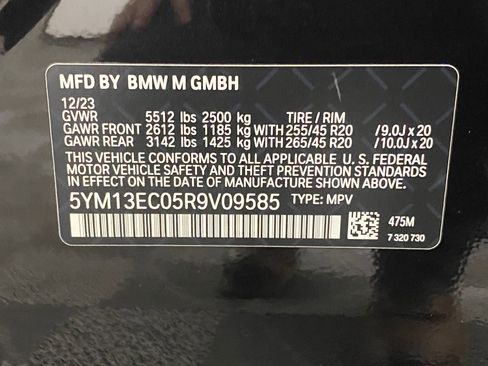 MFD BY BMW M GMBH
12/23
GVWR 5512 lbs 2500 kg TIRE / RIM
GAWR FRONT 2612 lbs 1185 kg WITH 255/45 R20 /9.0J x 20
GAWR REAR 3142 lbs 1425 kg WITH 265/45 R20 /10.0J x 20
THIS VEHICLE CONFORMS TO ALL APPLICABLE U. S. FEDERAL
MOTOR VEHICLE SAFETY AND THEFT PREVENTION STANDARDS
IN EFFECT ON THE DATE OF MANUFACTURE SHOWN ABOVE.
5YM13EC05R9V09585 TYPE: MPV
475M
7 320 730